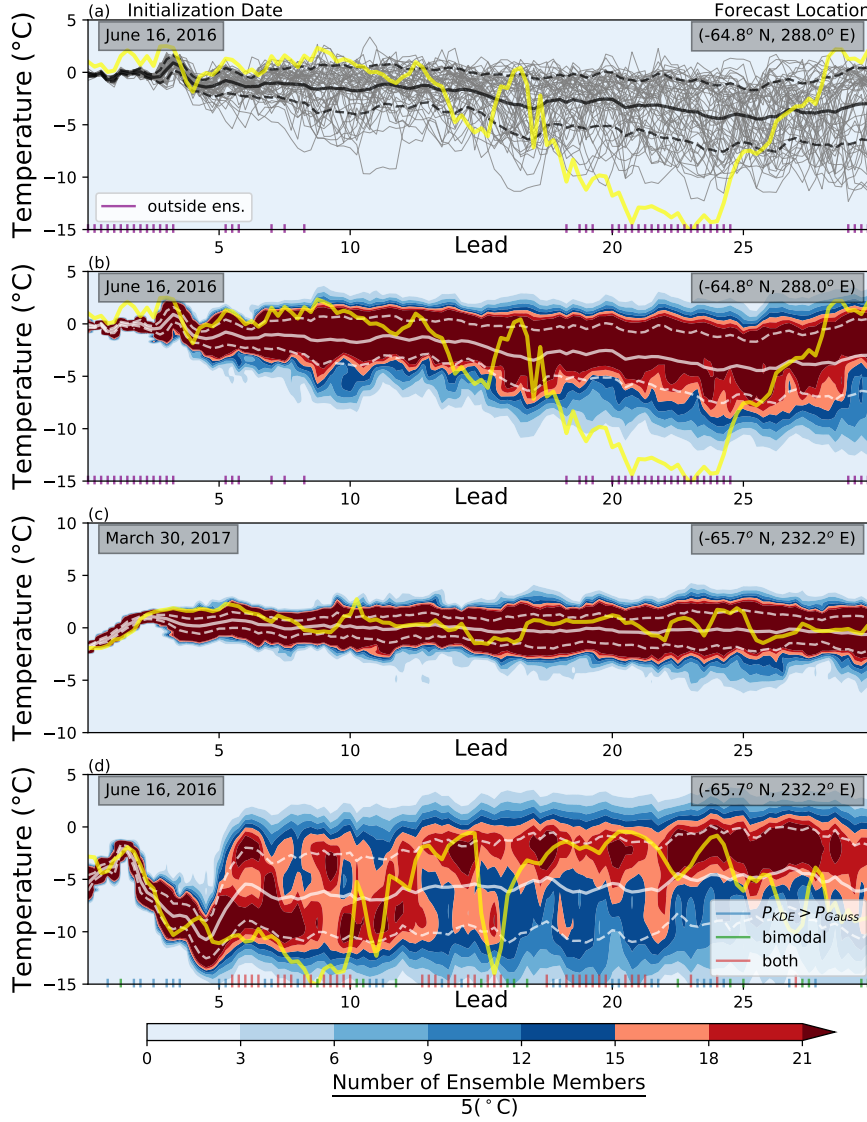 (a) Initialization Date Forecast Location
June 16, 2016 (-64.8° N, 288.0° E)
Temperature (°C)
5
0
−5
−10
−15
outside ens.
5 10 Lead 20 25
(b)
June 16, 2016 (-64.8° N, 288.0° E)
Temperature (°C)
5
0
−5
−10
−15
5 10 Lead 20 25
(c)
March 30, 2017 (-65.7° N, 232.2° E)
Temperature (°C)
10
5
0
−5
−10
5 10 Lead 20 25
(d)
June 16, 2016 (-65.7° N, 232.2° E)
Temperature (°C)
5
0
−5
−10
−15
P_KDE > P_Gauss
bimodal
both
5 10 Lead 20 25
0 3 6 9 12 15 18 21
Number of Ensemble Members
5(°C)